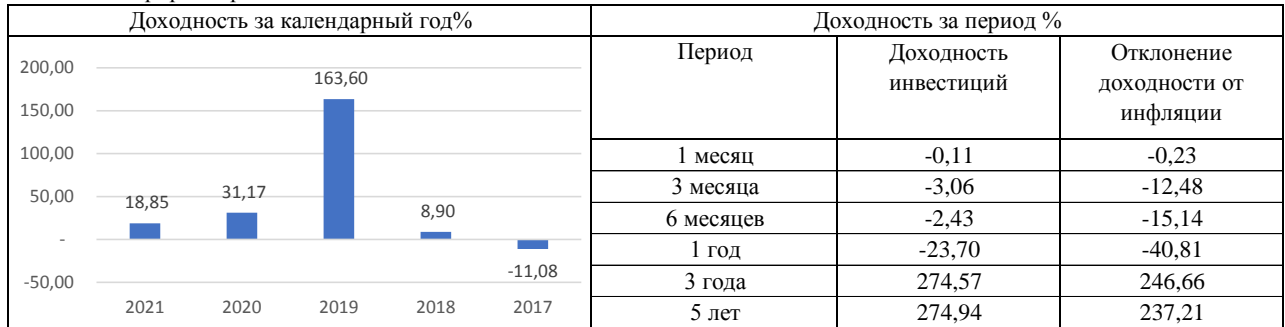 Доходность за календарный год%
200,00
150,00
100,00
50,00
-
-50,00
18,85
31,17
163,60
8,90
-11,08
2021 2020 2019 2018 2017
Доходность за период %
Период Доходность Отклонение
инвестиций доходности от
инфляции
1 месяц -0,11 -0,23
3 месяца -3,06 -12,48
6 месяцев -2,43 -15,14
1 год -23,70 -40,81
3 года 274,57 246,66
5 лет 274,94 237,21